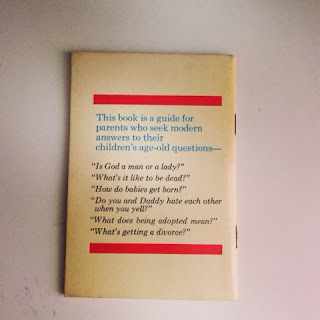 This book is a guide for
parents who seek modern
answers to their
children's age-old questions—
"Is God a man or a lady?"
"What's it like to be dead?"
"How do babies get born?"
"Do you and Daddy hate each other
when you yell?"
"What does being adopted mean?"
"What's getting a divorce?"